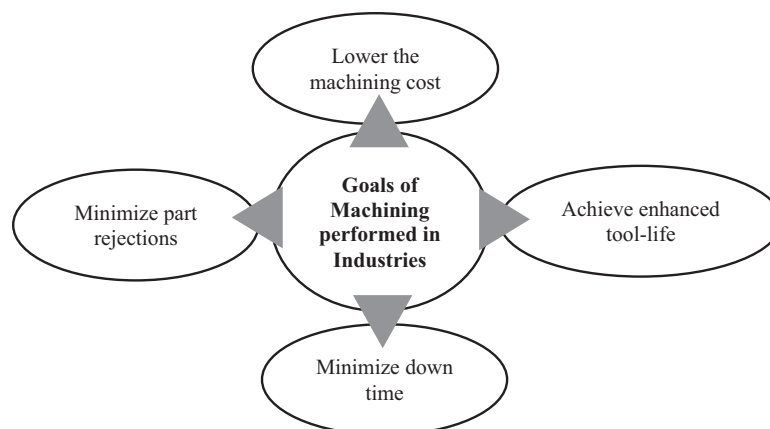 Lower the
machining cost
Minimize part
rejections
Goals of
Machining
performed in
Industries
Achieve enhanced
tool-life
Minimize down
time